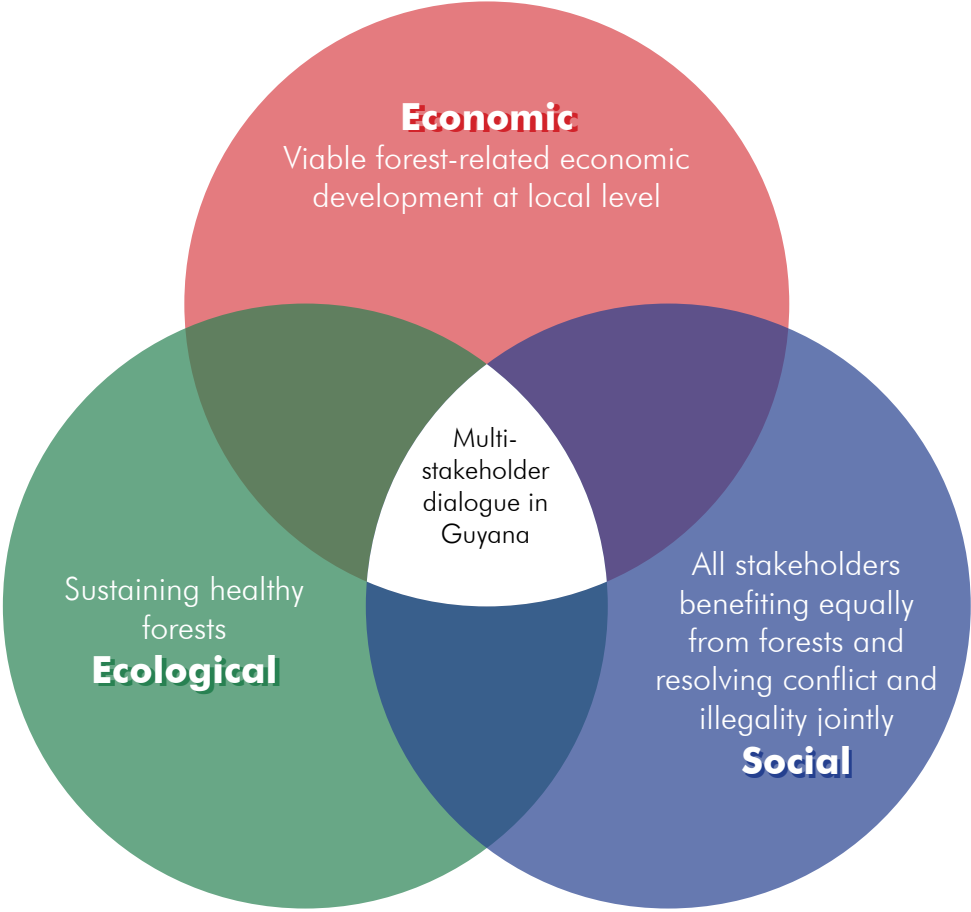 Economic
Viable forest-related economic
development at local level
Multi-
stakeholder
dialogue in
Guyana
Sustaining healthy
forests
Ecological
All stakeholders
benefiting equally
from forests and
resolving conflict and
illegality jointly
Social